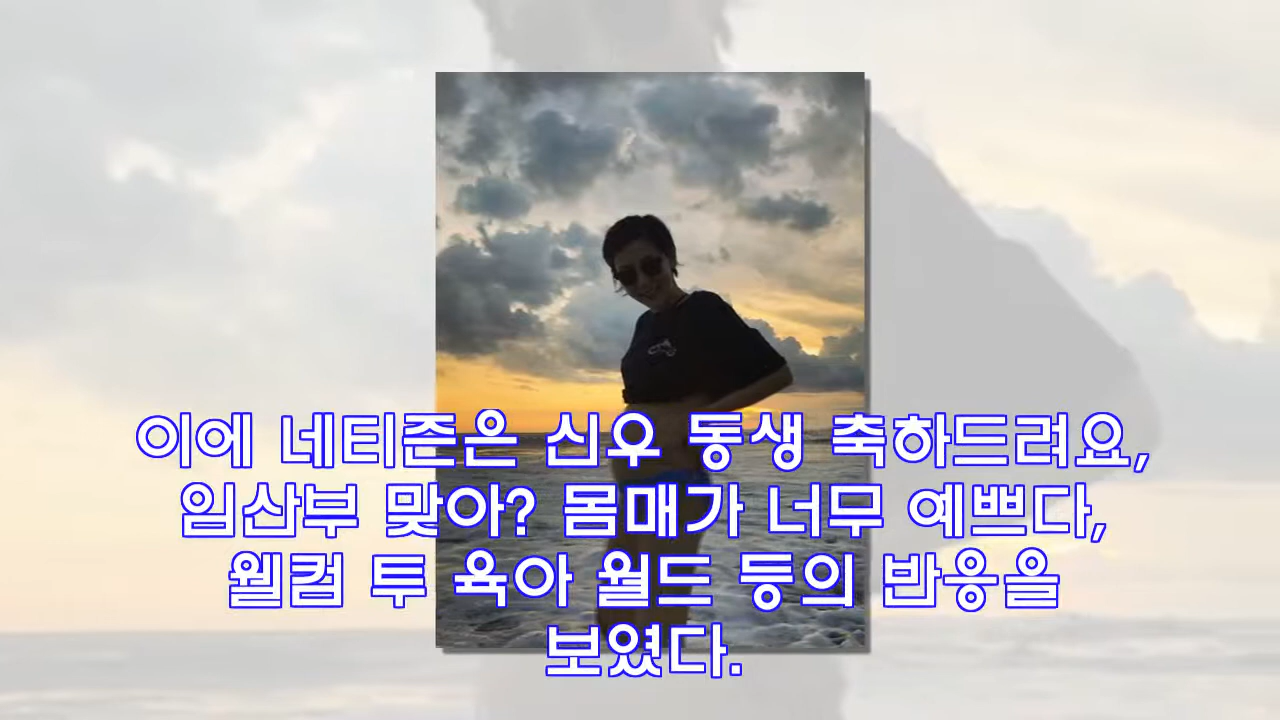 이에 네티즌은 신우 동생 축하드려요,
임산부 맞아? 몸매가 너무 예쁘다,
웰컴 투 육아 월드 등의 반응을
보였다.